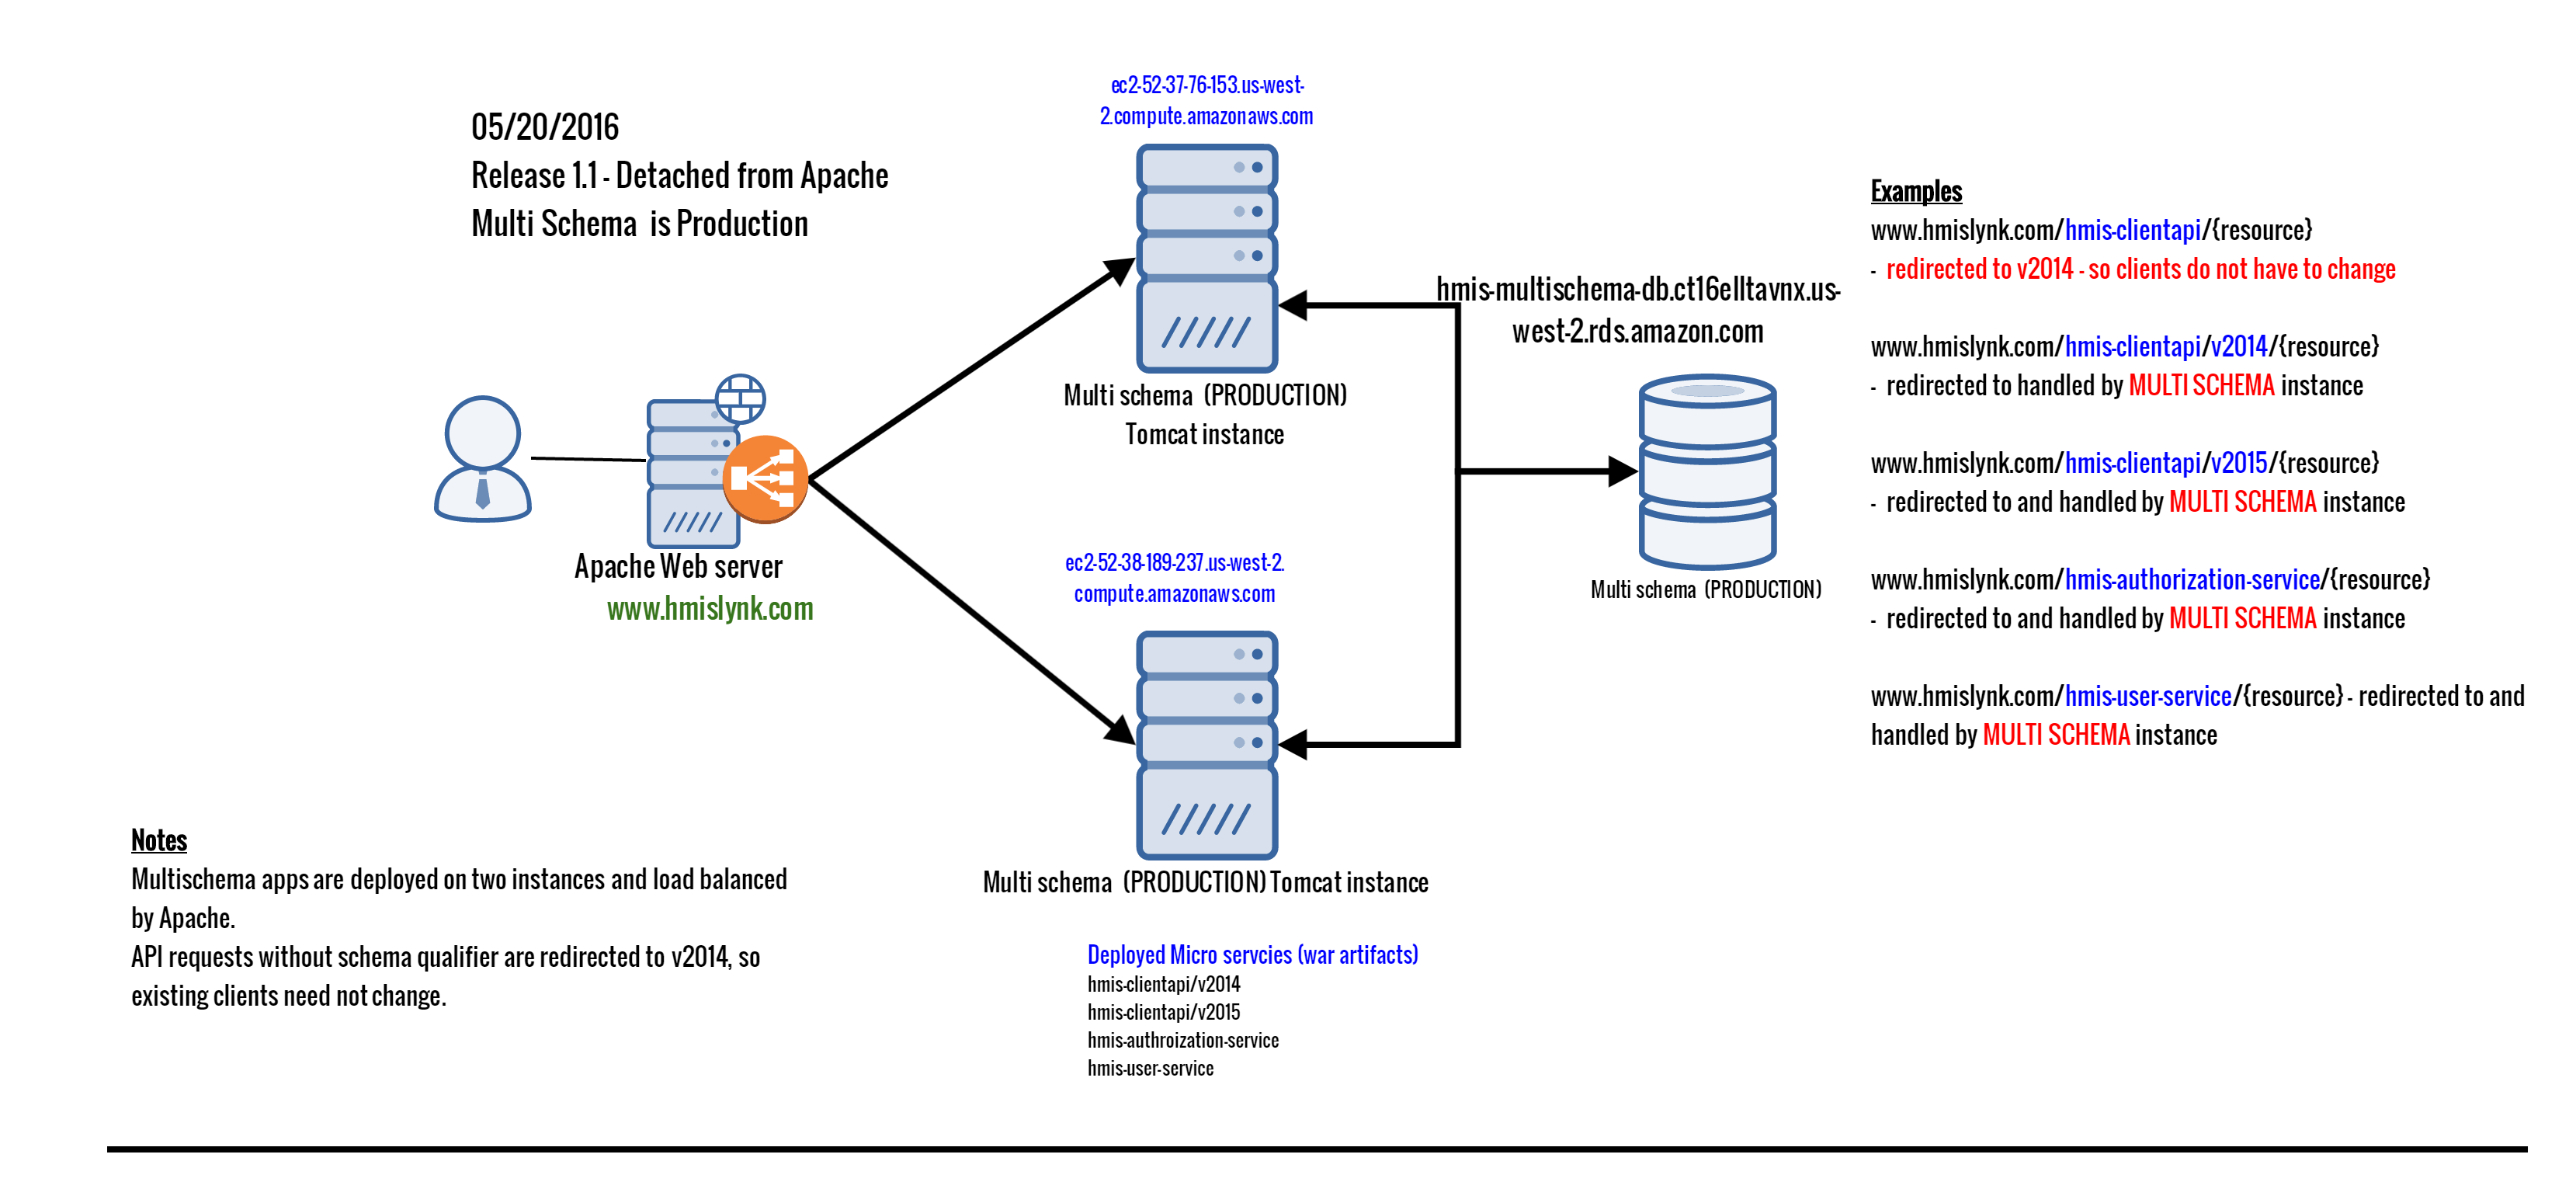 05/20/2016
Release 1.1 - Detached from Apache
Multi Schema is Production
ec2-52-37-76-153.us-west-
2.compute.amazonaws.com
Multi schema (PRODUCTION)
Tomcat instance
Apache Web server
www.hmislynk.com
ec2-52-38-189-237.us-west-2.
compute.amazonaws.com
Multi schema (PRODUCTION) Tomcat instance
hmis-multischema-db.ct16elltavnx.us-
west-2.rds.amazon.com
Multi schema (PRODUCTION)
Examples
www.hmislynk.com/hmis-clientapi/{resource}
- redirected to v2014 - so clients do not have to change
www.hmislynk.com/hmis-clientapi/v2014/{resource}
- redirected to handled by MULTI SCHEMA instance
www.hmislynk.com/hmis-clientapi/v2015/{resource}
- redirected to and handled by MULTI SCHEMA instance
www.hmislynk.com/hmis-authorization-service/{resource}
- redirected to and handled by MULTI SCHEMA instance
www.hmislynk.com/hmis-user-service/{resource} - redirected to and
handled by MULTI SCHEMA instance
Notes
Multischema apps are deployed on two instances and load balanced
by Apache.
API requests without schema qualifier are redirected to v2014, so
existing clients need not change.
Deployed Micro servcies (war artifacts)
hmis-clientapi/v2014
hmis-clientapi/v2015
hmis-authroization-service
hmis-user-service